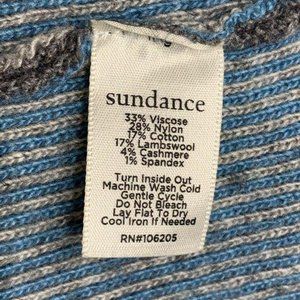 sundance
33% Viscose
28% Nylon
17% Cotton
17% Lambswool
4% Cashmere
1% Spandex
Turn Inside Out
Machine Wash Cold
Gentle Cycle
Do Not Bleach
Lay Flat To Dry
Cool Iron If Needed
RN#106205